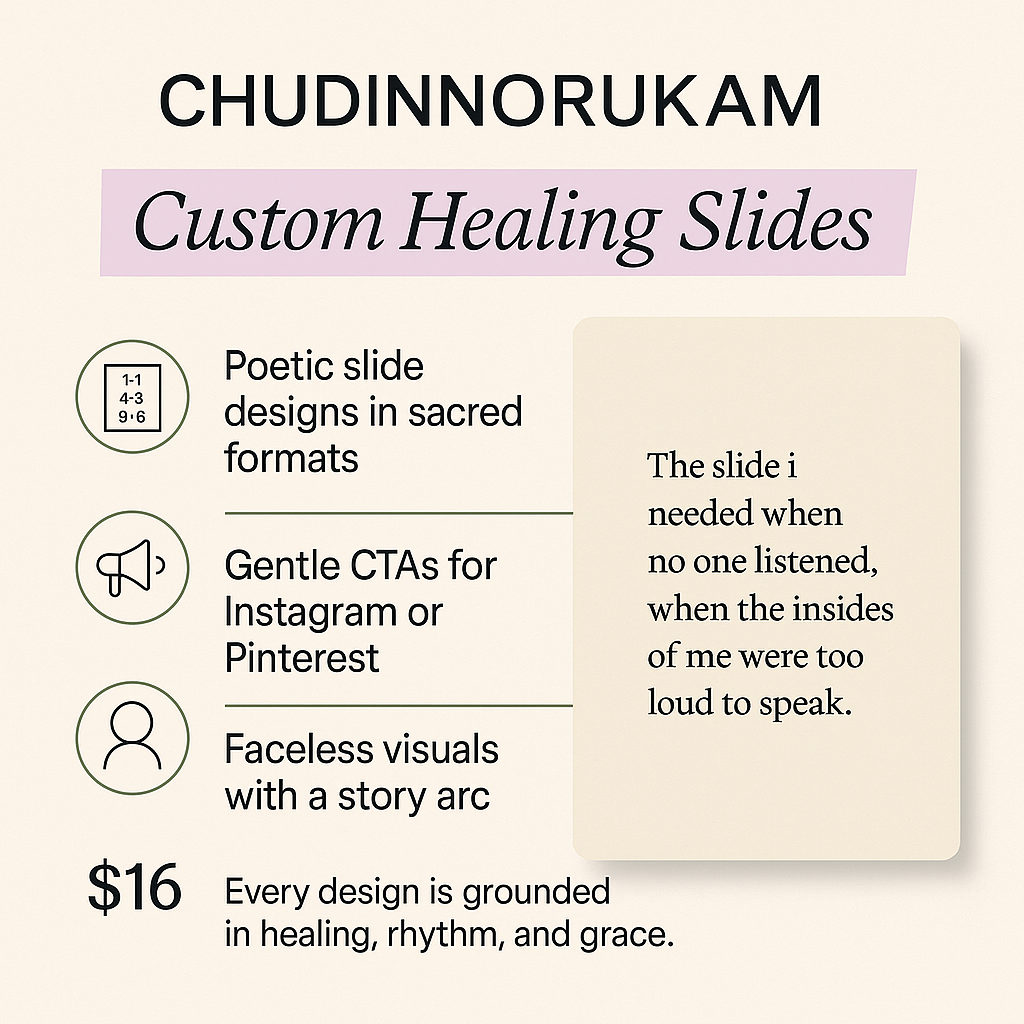 CHUDINNORUKAM
Custom Healing Slides
1-1
4-3
9·6
Poetic slide
designs in sacred
formats
Gentle CTAs for
Instagram or
Pinterest
Faceless visuals
with a story arc
The slide i
needed when
no one listened,
when the insides
of me were too
loud to speak.
$16
Every design is grounded
in healing, rhythm, and grace.